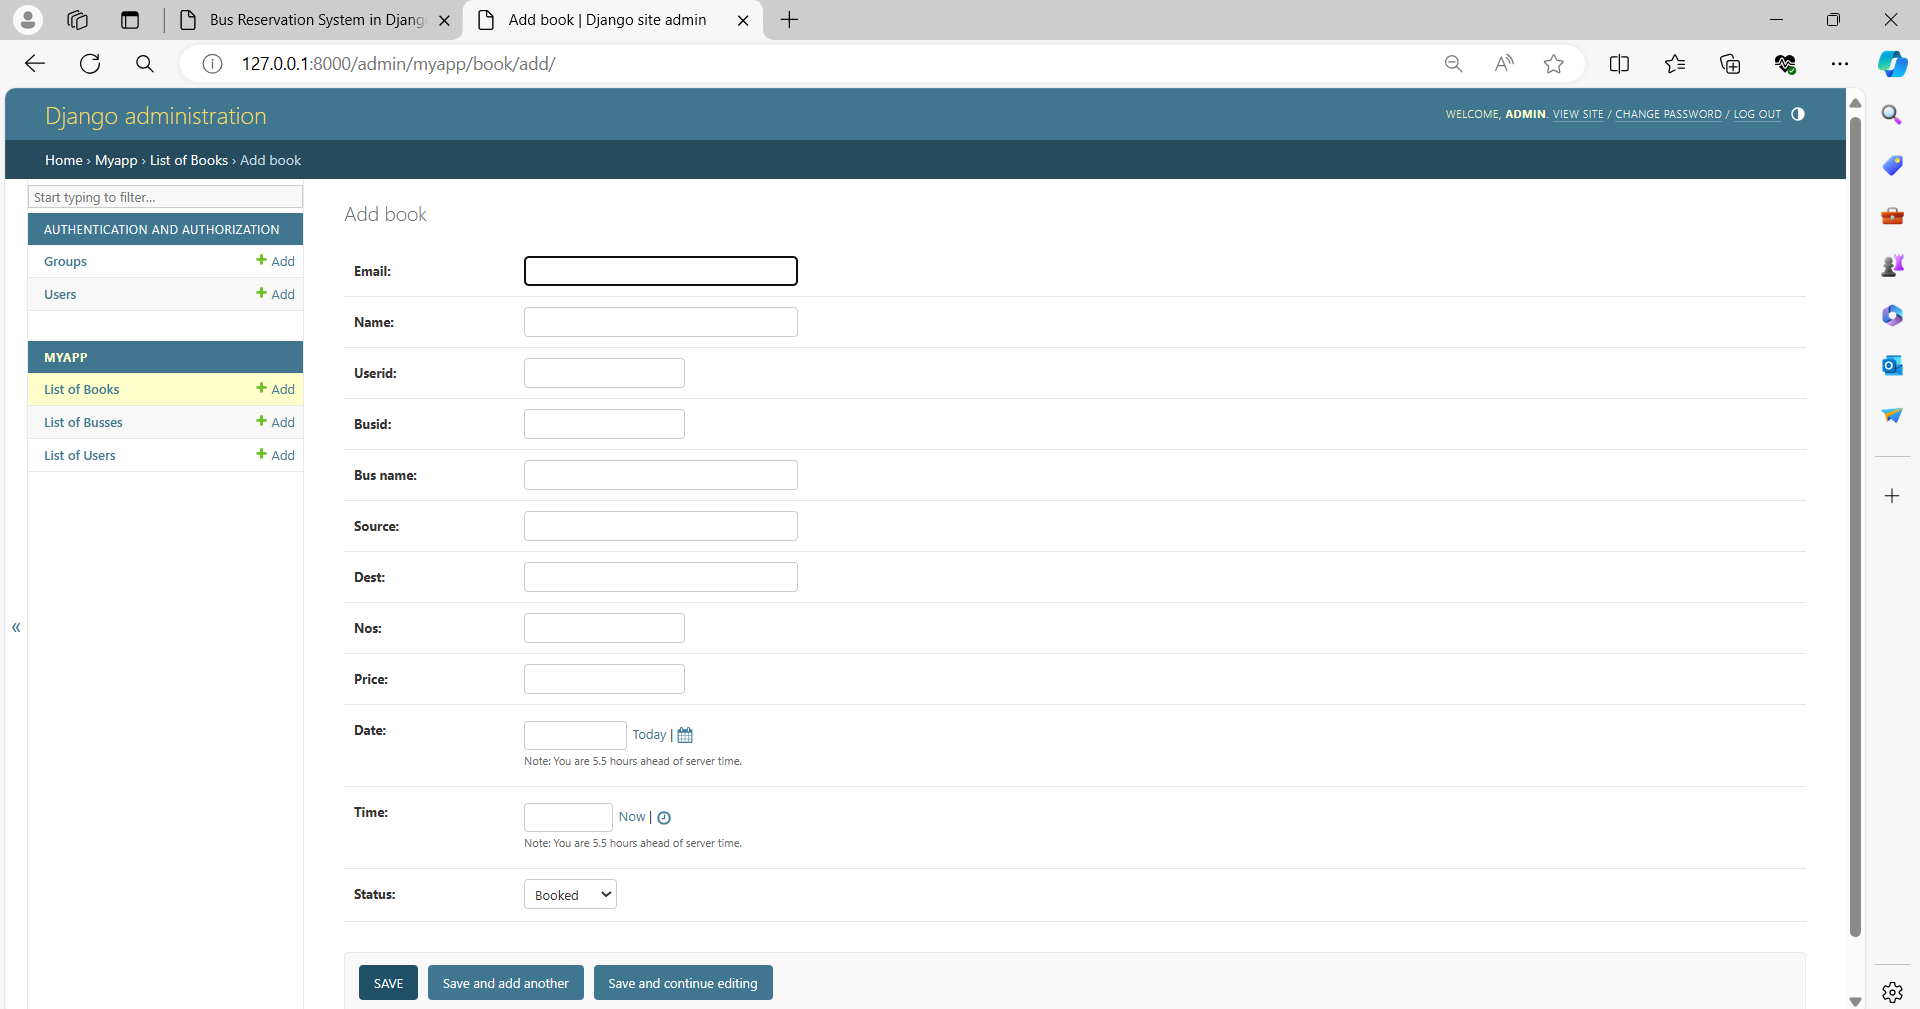 Bus Reservation System in Djang
Add book | Django site admin
127.0.0.1:8000/admin/myapp/book/add/
Django administration
WELCOME, ADMIN. VIEW SITE / CHANGE PASSWORD / LOG OUT
Home › Myapp › List of Books › Add book
Start typing to filter...
AUTHENTICATION AND AUTHORIZATION
Groups + Add
Users + Add
MYAPP
List of Books + Add
List of Busses + Add
List of Users + Add
«
Add book
Email:
Name:
Userid:
Busid:
Bus name:
Source:
Dest:
Nos:
Price:
Date:
Today |
Note: You are 5.5 hours ahead of server time.
Time:
Now |
Note: You are 5.5 hours ahead of server time.
Status:
Booked
SAVE
Save and add another
Save and continue editing